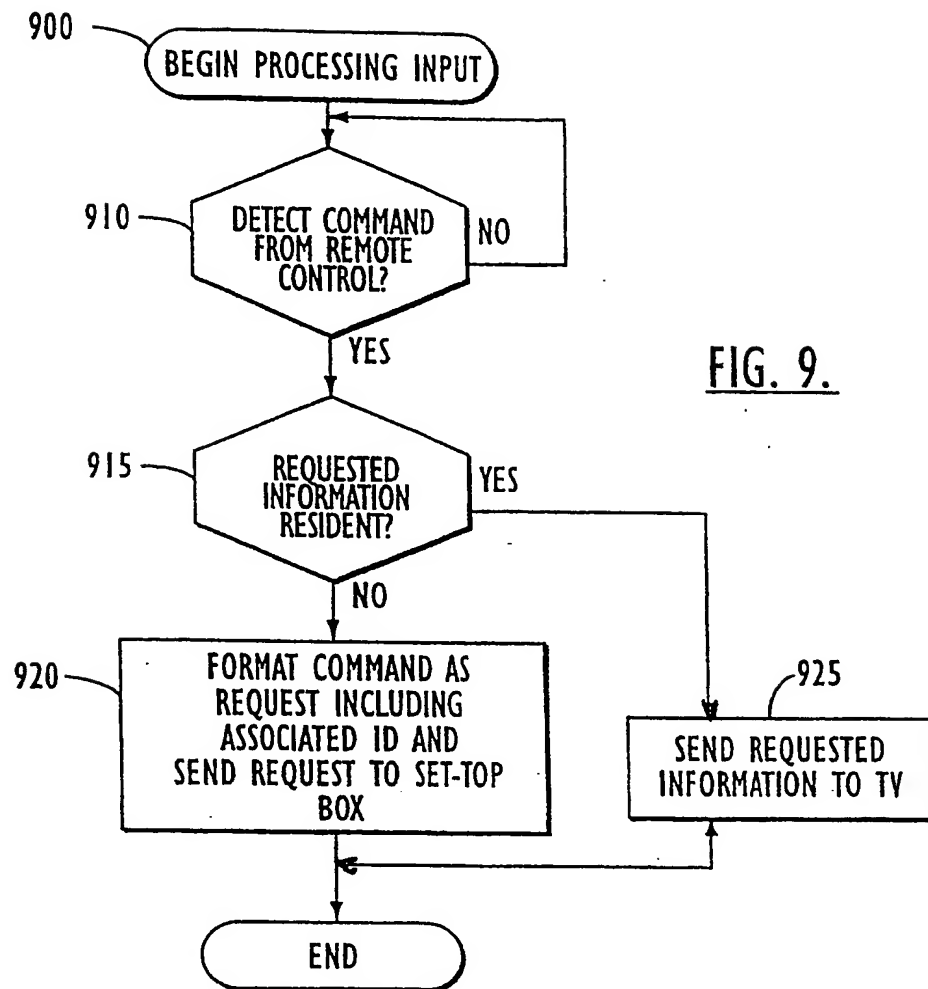 900
BEGIN PROCESSING INPUT
910
DETECT COMMAND
FROM REMOTE
CONTROL?
NO
YES
FIG. 9.
915
REQUESTED
INFORMATION
RESIDENT?
YES
NO
920
FORMAT COMMAND AS
REQUEST INCLUDING
ASSOCIATED ID AND
SEND REQUEST TO SET-TOP
BOX
925
SEND REQUESTED
INFORMATION TO TV
END